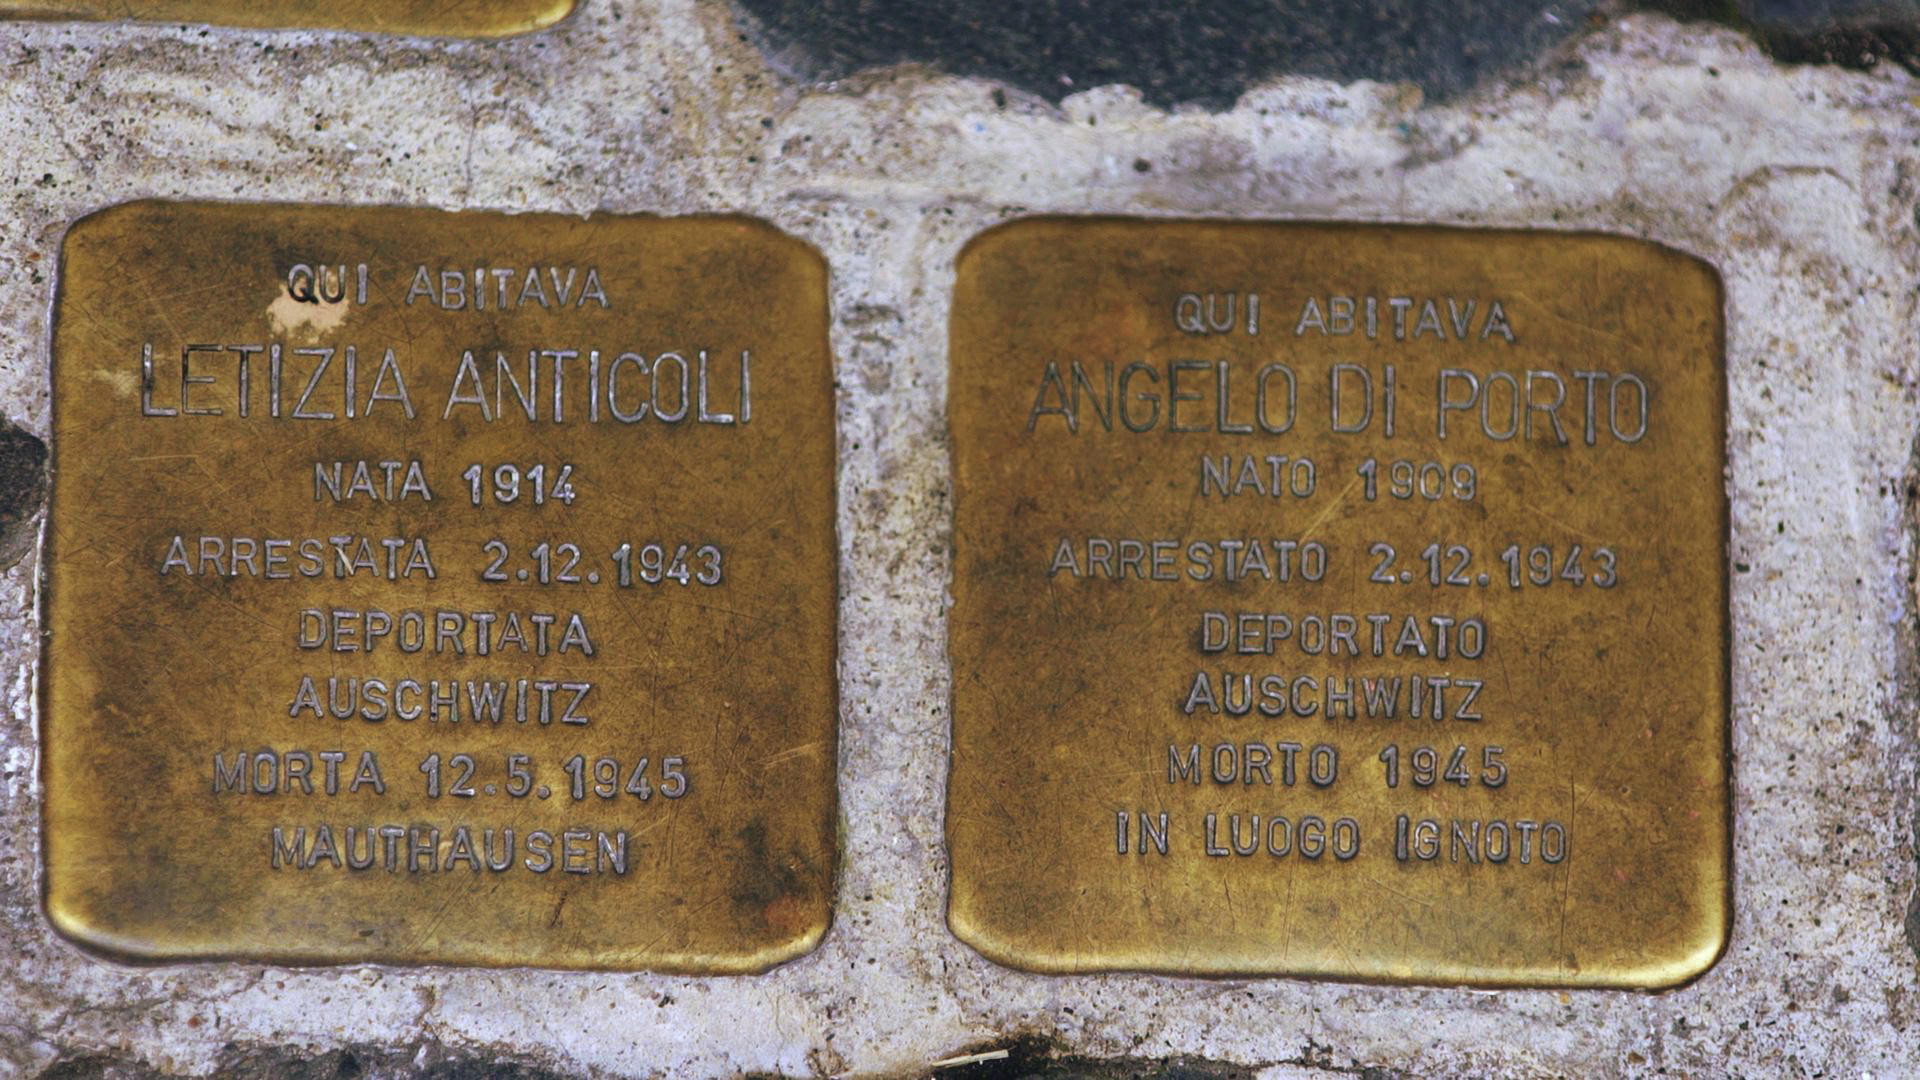 QUI ABITAVA
LETIZIA ANTICOLI
NATA 1914
ARRESTATA 2.12.1943
DEPORTATA
AUSCHWITZ
MORTA 12.5.1945
MAUTHAUSEN
QUI ABITAVA
ANGELO DI PORTO
NATO 1909
ARRESTATO 2.12.1943
DEPORTATO
AUSCHWITZ
MORTO 1945
IN LUOGO IGNOTO